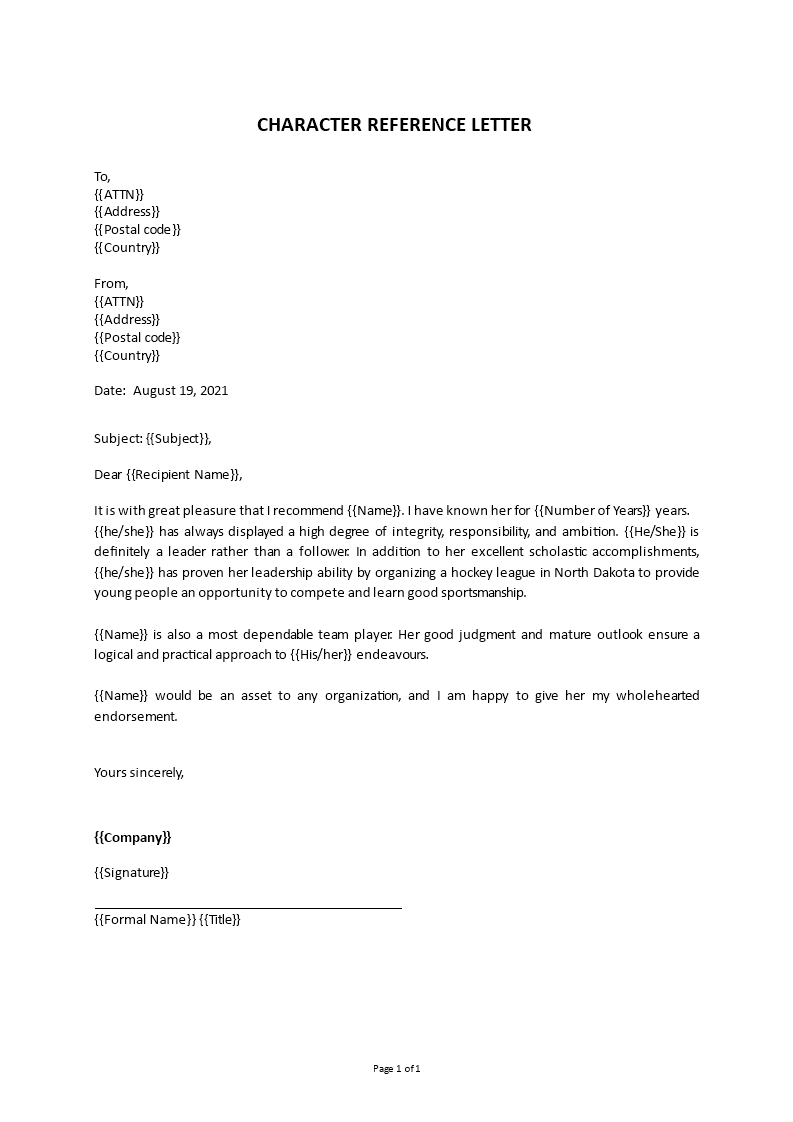 CHARACTER REFERENCE LETTER
To,
{{ATTN}}
{{Address}}
{{Postal code}}
{{Country}}
From,
{{ATTN}}
{{Address}}
{{Postal code}}
{{Country}}
Date:  August 19, 2021
Subject: {{Subject}},
Dear {{Recipient Name}},
It is with great pleasure that I recommend {{Name}}. I have known her for {{Number of Years}} years.
{{he/she}} has always displayed a high degree of integrity, responsibility, and ambition. {{He/She}} is
definitely a leader rather than a follower. In addition to her excellent scholastic accomplishments,
{{he/she}} has proven her leadership ability by organizing a hockey league in North Dakota to provide
young people an opportunity to compete and learn good sportsmanship.
{{Name}} is also a most dependable team player. Her good judgment and mature outlook ensure a
logical and practical approach to {{His/her}} endeavours.
{{Name}} would be an asset to any organization, and I am happy to give her my wholehearted
endorsement.
Yours sincerely,
{{Company}}
{{Signature}}
{{Formal Name}} {{Title}}
Page 1 of 1